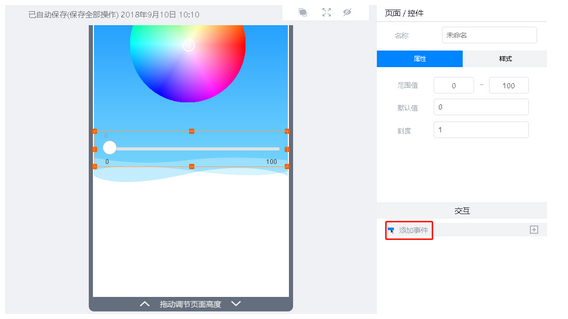 已自动保存(保存全部操作) 2018年9月10日 10:10
页面 / 控件
名称 未命名
属性 样式
范围值 0 ~ 100
默认值 0
刻度 1
0 100
交互
添加事件
拖动调节页面高度